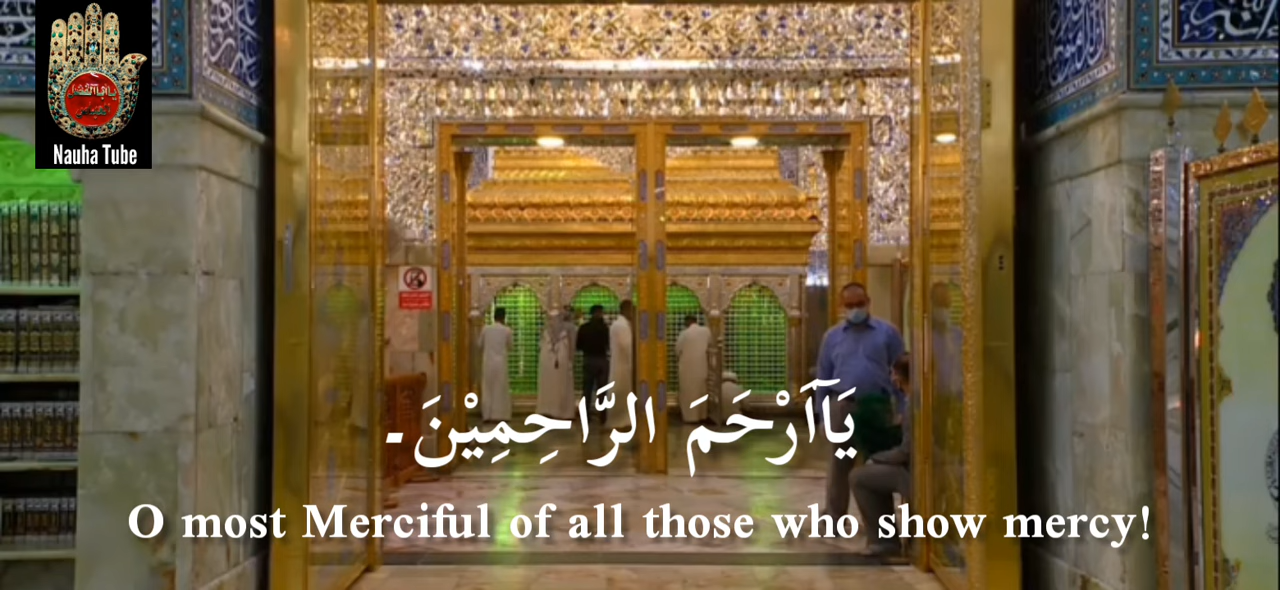 Nauha Tube
يَاۤاَرْحَمَ الرَّاحِمِيْنَ۔
O most Merciful of all those who show mercy!